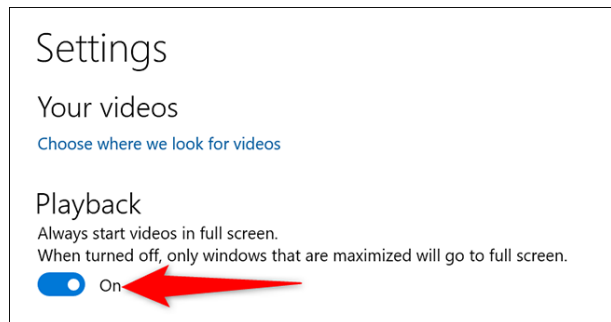 Settings
Your videos
Choose where we look for videos
Playback
Always start videos in full screen.
When turned off, only windows that are maximized will go to full screen.
On